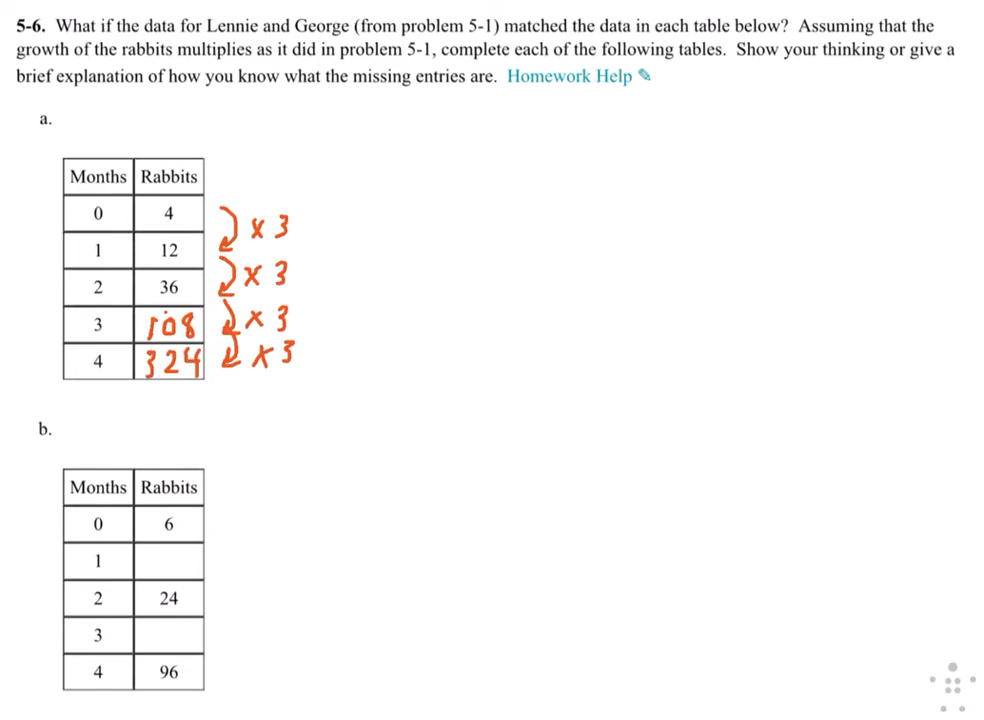 5-6. What if the data for Lennie and George (from problem 5-1) matched the data in each table below? Assuming that the
growth of the rabbits multiplies as it did in problem 5-1, complete each of the following tables. Show your thinking or give a
brief explanation of how you know what the missing entries are. Homework Help ✎
a.
Months Rabbits
0 4
x 3
1 12
x 3
2 36
3 108 x 3
4 324 x 3
b.
Months Rabbits
0 6
1
2 24
3
4 96